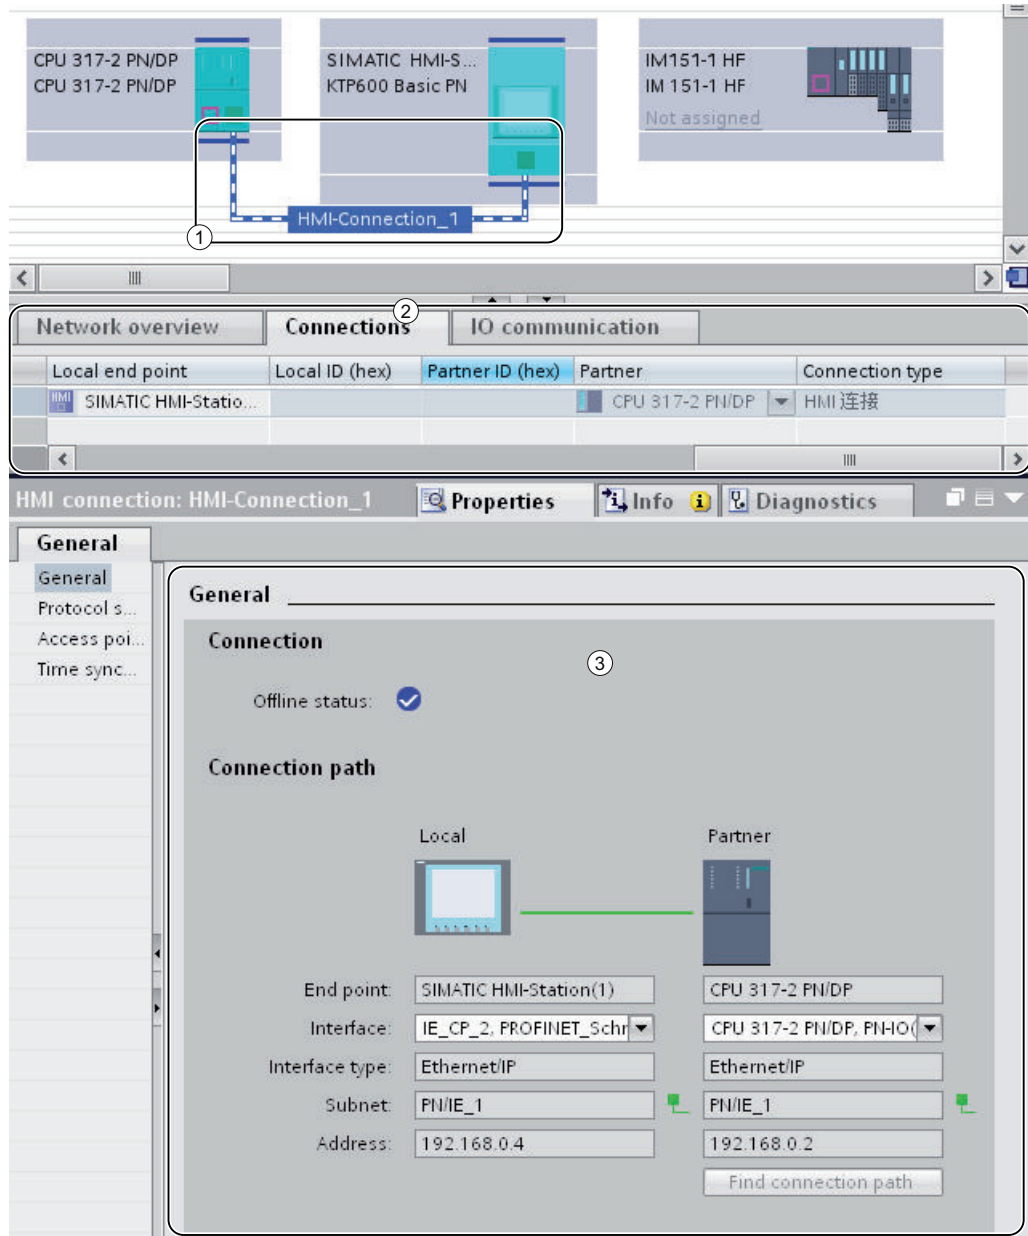 CPU 317-2 PN/DP
CPU 317-2 PN/DP
SIMATIC HMI-S...
KTP600 Basic PN
IM151-1 HF
IM 151-1 HF
Not assigned
HMI-Connection_1
1
2
Network overview Connections IO communication
Local end point Local ID (hex) Partner ID (hex) Partner Connection type
HMI SIMATIC HMI-Statio... CPU 317-2 PN/DP HMI 连接
HMI connection: HMI-Connection_1 Properties Info Diagnostics
General
General
Protocol s...
Access poi...
Time sync...
General
Connection
3
Offline status:
Connection path
Local Partner
End point: SIMATIC HMI-Station(1) CPU 317-2 PN/DP
Interface: IE_CP_2, PROFINET_Schr CPU 317-2 PN/DP, PN-IO(
Interface type: Ethernet/IP Ethernet/IP
Subnet: PN/IE_1 PN/IE_1
Address: 192.168.0.4 192.168.0.2
Find connection path